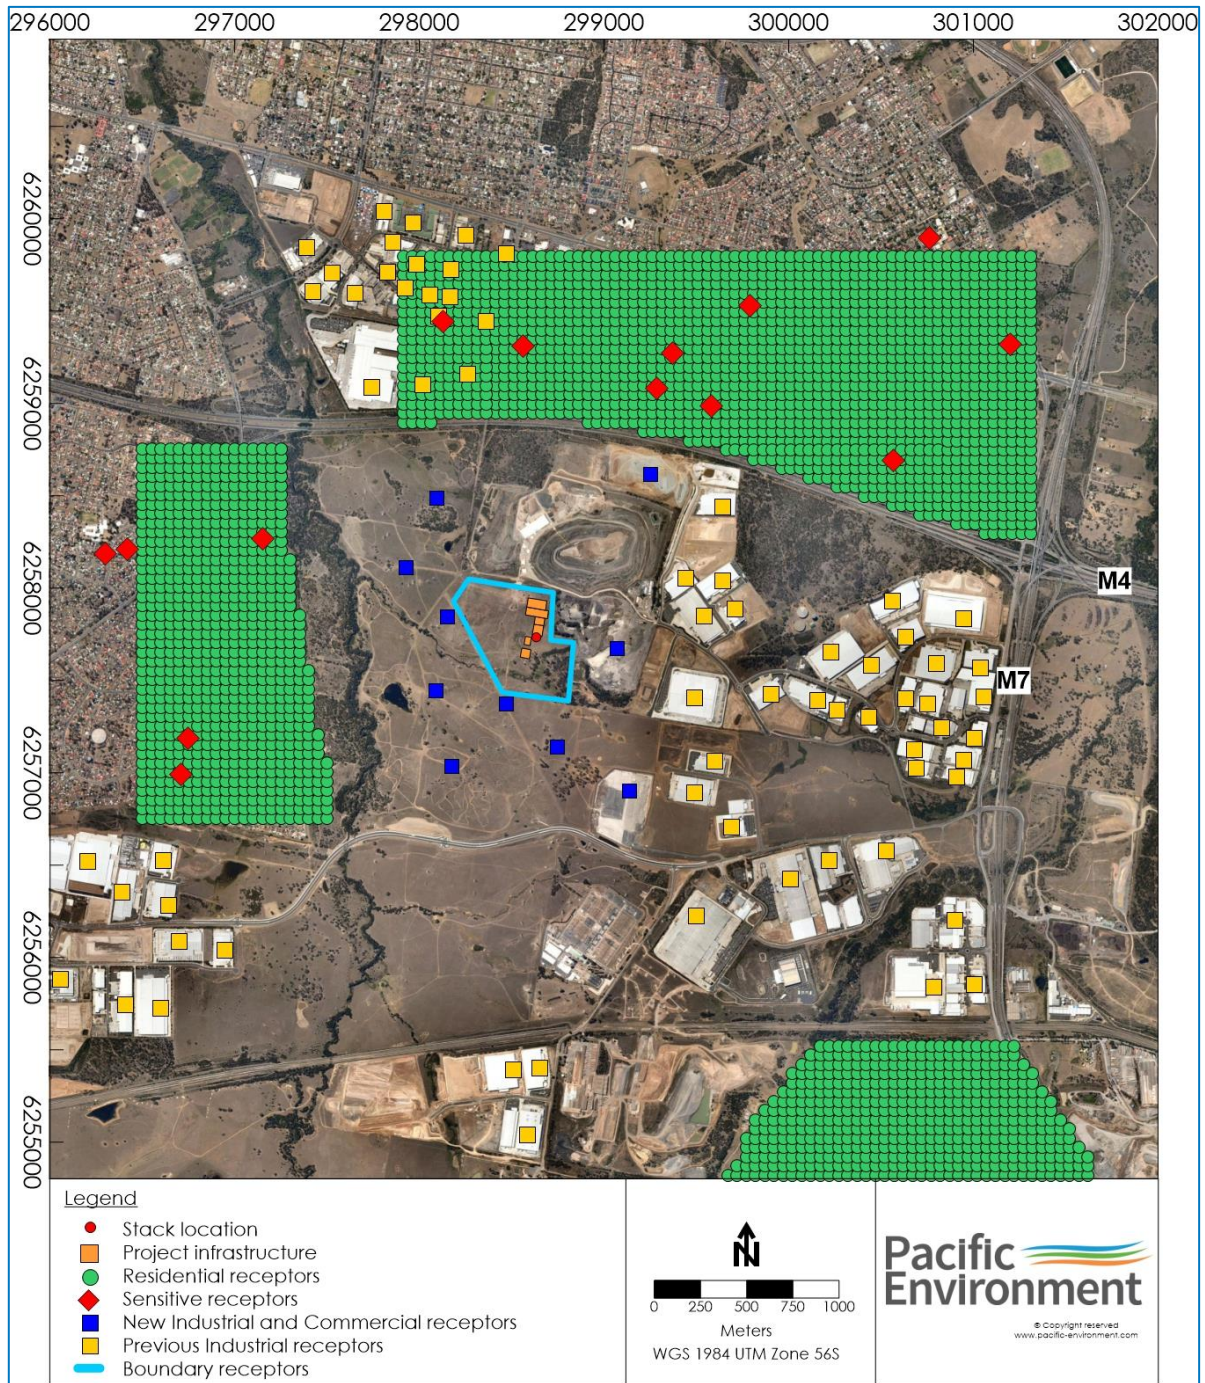 296000 297000 298000 299000 300000 301000 302000
6260000
6259000
6258000
6257000
6256000
6255000
M4
M7
Legend
Stack location
Project infrastructure
Residential receptors
Sensitive receptors
New Industrial and Commercial receptors
Previous Industrial receptors
Boundary receptors
N
0 250 500 750 1000
Meters
WGS 1984 UTM Zone 56S
Pacific
Environment
© Copyright reserved
www.pacific-environment.com